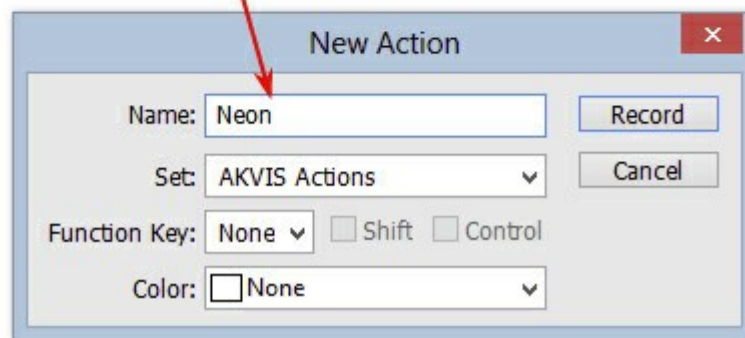 New Action
Name: Neon Record
Set: AKVIS Actions Cancel
Function Key: None Shift Control
Color: None